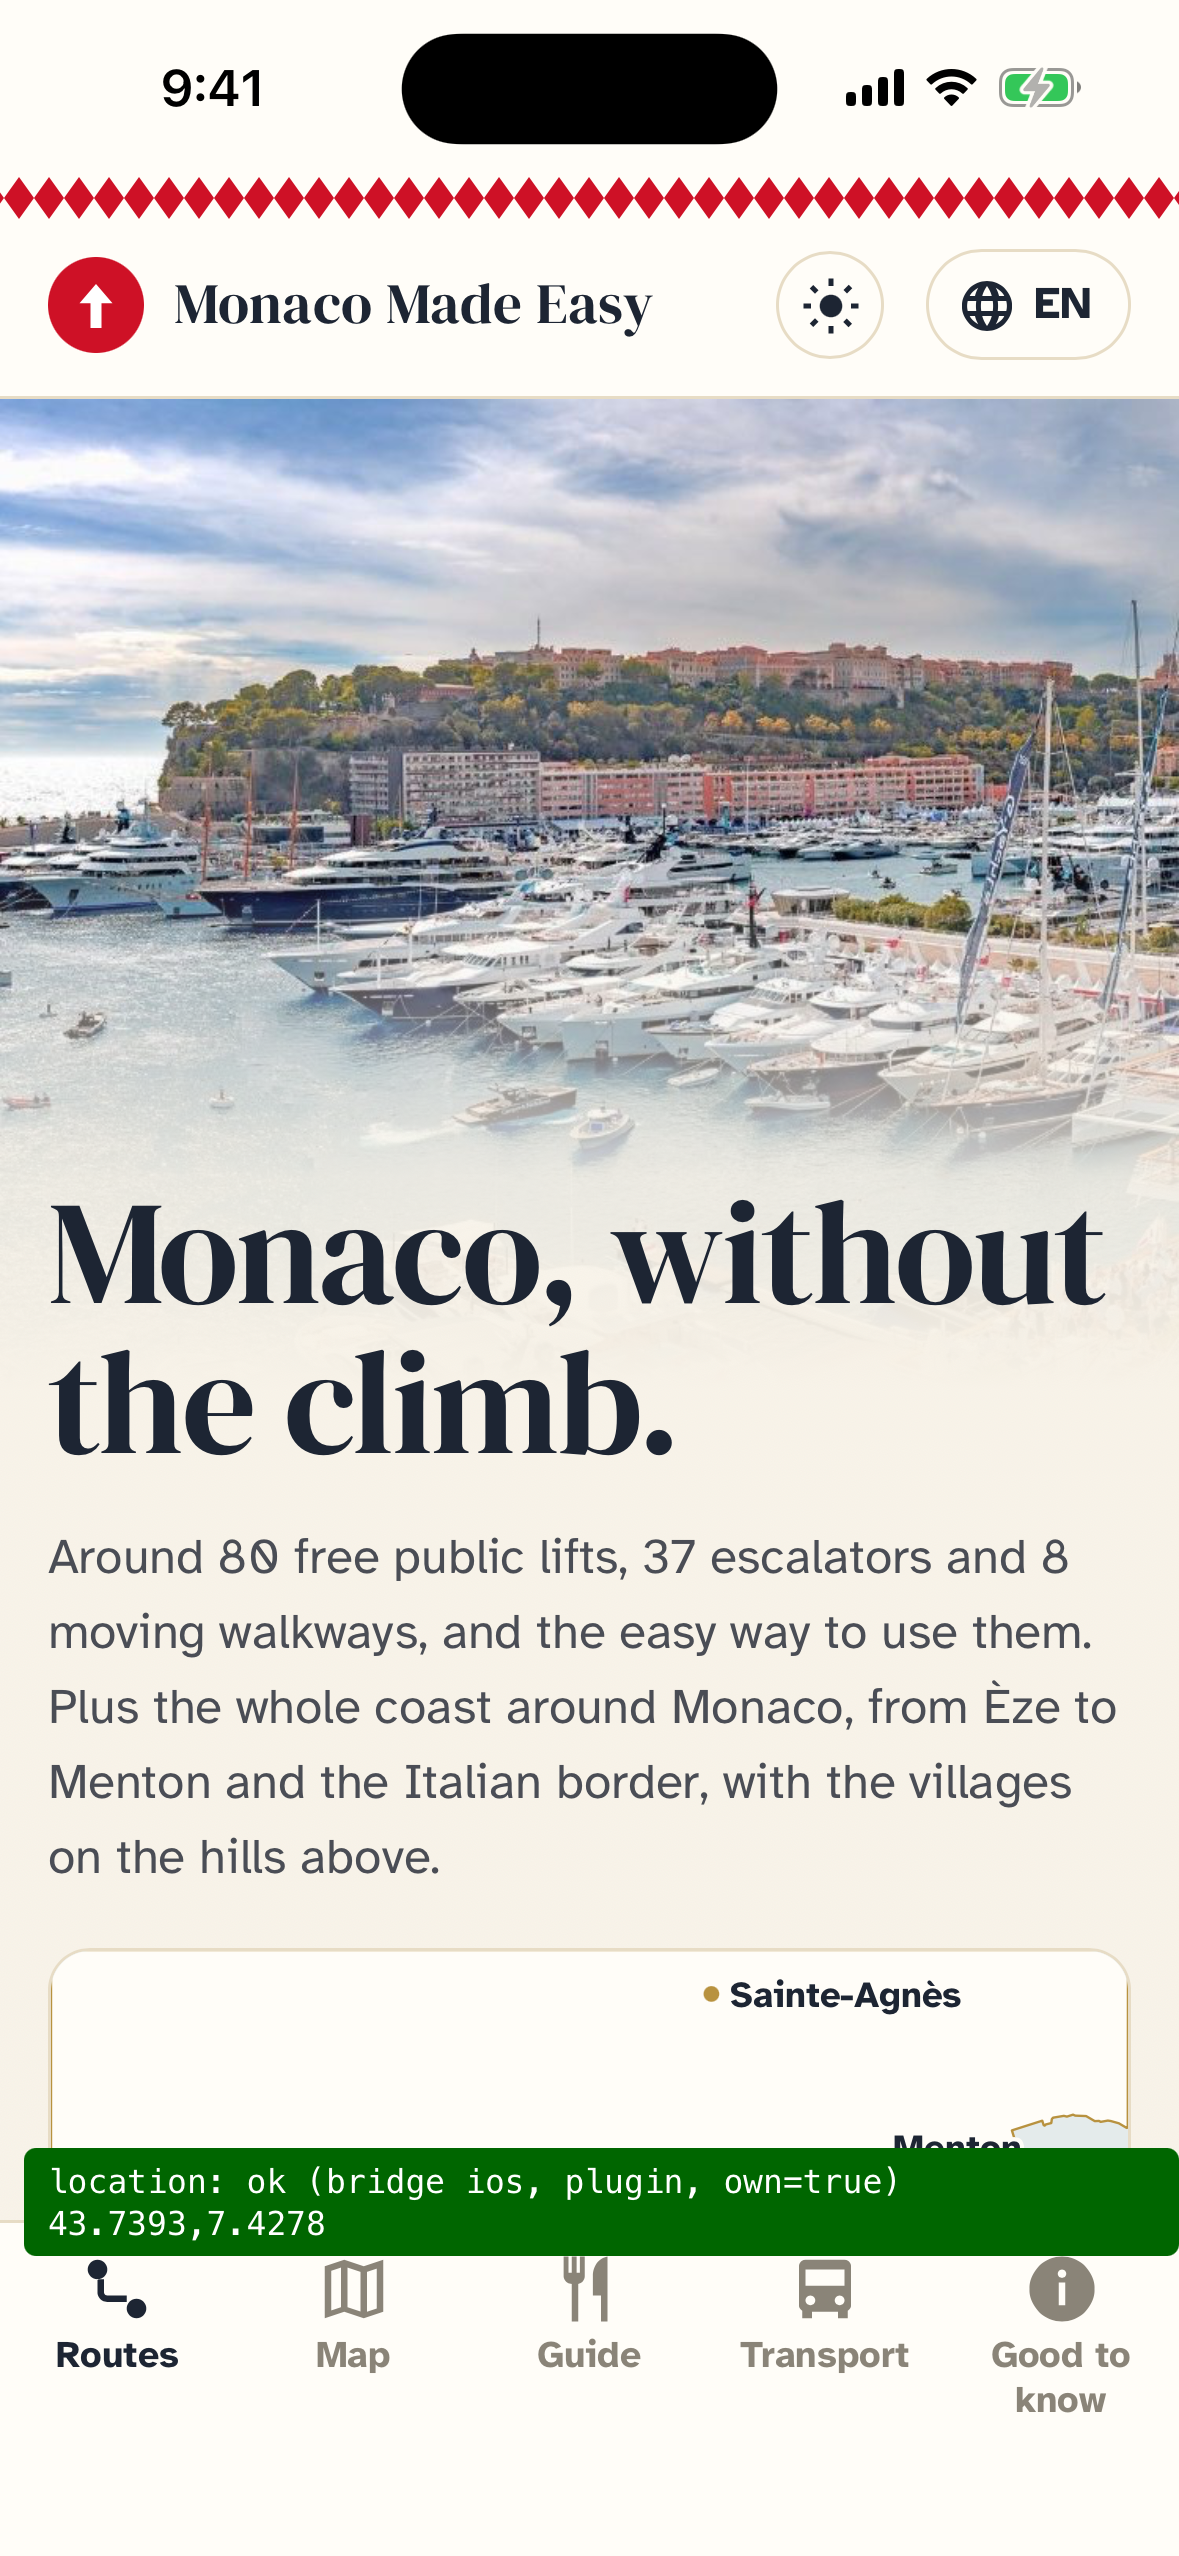 9:41
Monaco Made Easy
EN
Monaco, without
the climb.
Around 80 free public lifts, 37 escalators and 8
moving walkways, and the easy way to use them.
Plus the whole coast around Monaco, from Èze to
Menton and the Italian border, with the villages
on the hills above.
Sainte-Agnès
Menton
location: ok (bridge ios, plugin, own=true)
43.7393,7.4278
Routes
Map
Guide
Transport
Good to
know